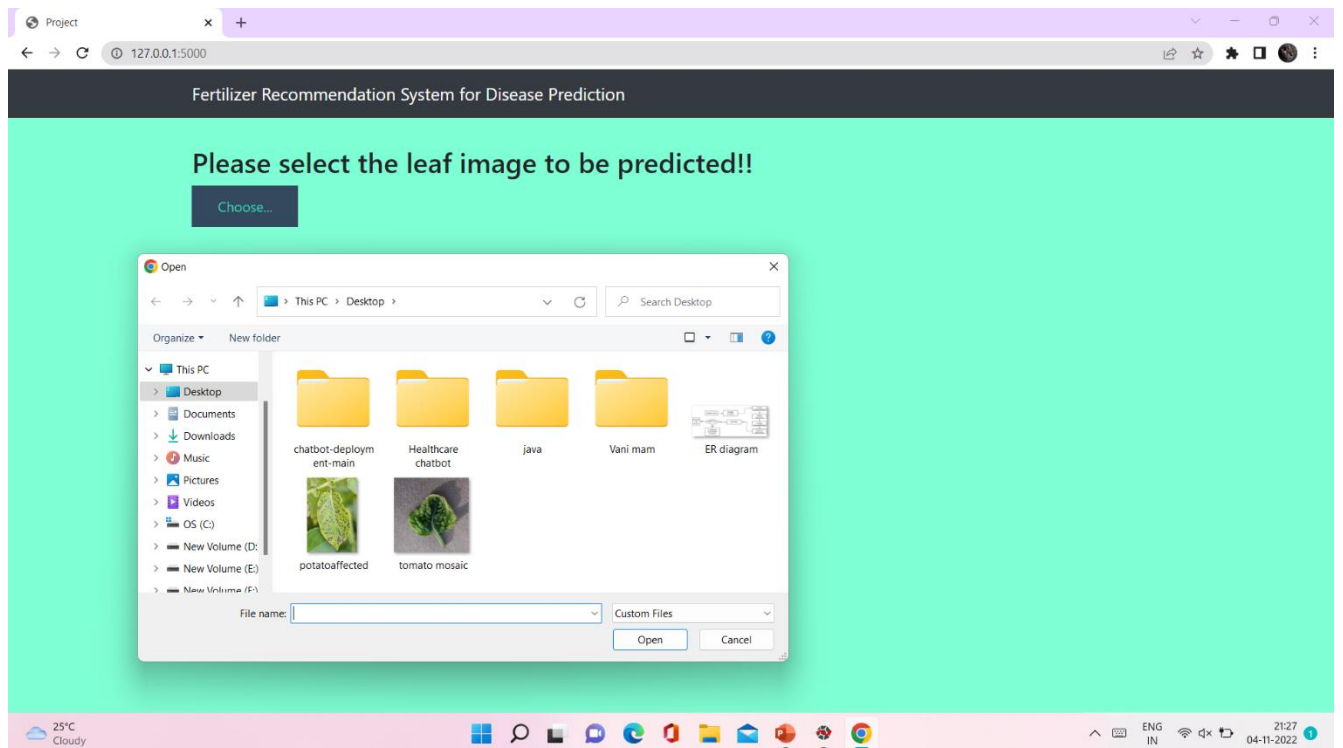 Project
127.0.0.1:5000
Fertilizer Recommendation System for Disease Prediction
Please select the leaf image to be predicted!!
Choose...
Open
This PC > Desktop >
Search Desktop
Organize
New folder
This PC
Desktop
Documents
Downloads
Music
Pictures
Videos
OS (C:)
New Volume (D:
New Volume (E:)
New Volume (F:)
chatbot-deploym
ent-main
Healthcare
chatbot
java
Vani mam
ER diagram
potatoaffected
tomato mosaic
File name:
Custom Files
Open
Cancel
25°C
Cloudy
ENG
IN
21:27
04-11-2022
1